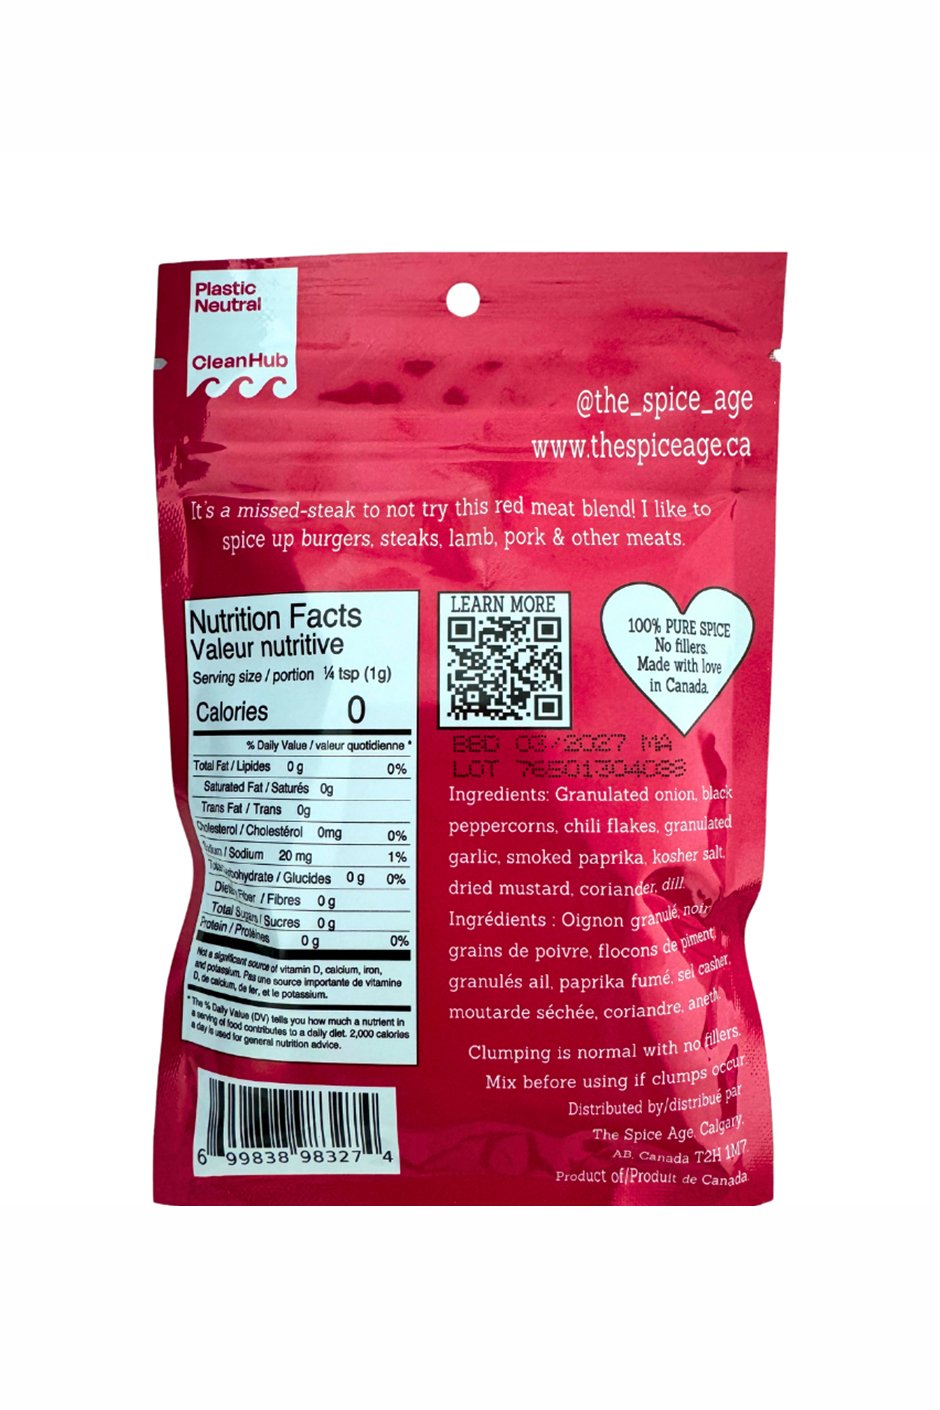 Plastic
Neutral
CleanHub
@the_spice_age
www.thespiceage.ca
It's a missed-steak to not try this red meat blend! I like to
spice up burgers, steaks, lamb, pork & other meats.
Nutrition Facts
Valeur nutritive
Serving size / portion ¼ tsp (1g)
Calories 0
% Daily Value / valeur quotidienne *
Total Fat / Lipides 0 g 0%
Saturated Fat / Saturés 0g
Trans Fat / Trans 0g
Cholesterol / Cholestérol 0mg 0%
Sodium / Sodium 20 mg 1%
Total Carbohydrate / Glucides 0 g 0%
Dietary Fiber / Fibres 0 g
Total Sugars / Sucres 0 g
Protein / Protéines 0 g 0%
Not a significant source of vitamin D, calcium, iron,
and potassium. Pas une source importante de vitamine
D, de calcium, de fer, et le potassium.
* The % Daily Value (DV) tells you how much a nutrient in
a serving of food contributes to a daily diet. 2,000 calories
a day is used for general nutrition advice.
6 99838 98327 4
LEARN MORE
100% PURE SPICE
No fillers.
Made with love
in Canada.
BED 03/2027 MA
LOT 76501304088
Ingredients: Granulated onion, black
peppercorns, chili flakes, granulated
garlic, smoked paprika, kosher salt,
dried mustard, coriander, dill.
Ingrédients : Oignon granulé, noir
grains de poivre, flocons de piment,
granulés ail, paprika fumé, sel casher,
moutarde séchée, coriandre, aneth.
Clumping is normal with no fillers.
Mix before using if clumps occur.
Distributed by/distribué par
The Spice Age, Calgary,
AB, Canada T2H 1M7.
Product of/Produit de Canada.